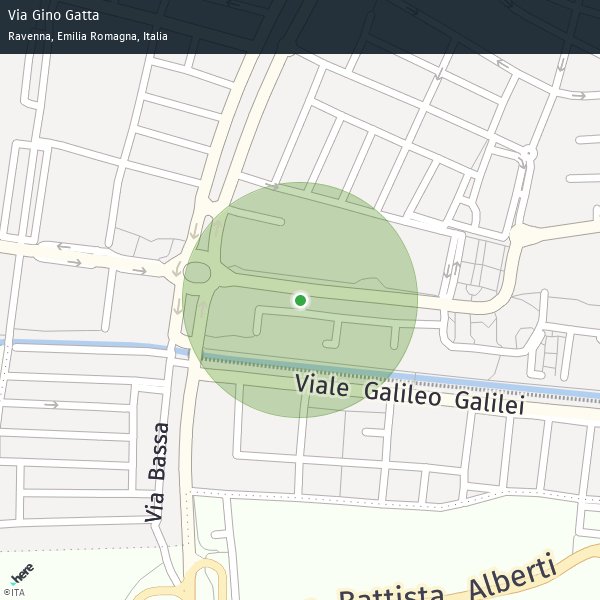 Via Gino Gatta
Ravenna, Emilia Romagna, Italia
Viale Galileo Galilei
Via Bassa
Battista Alberti
here
©ITA